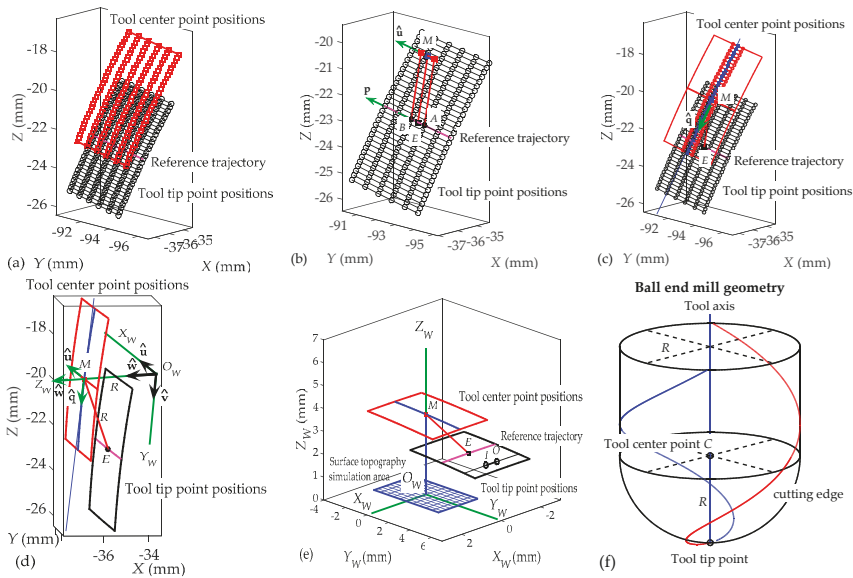 Tool center point positions
-18
-20
-22
-24
-26
Z (mm)
Reference trajectory
Tool tip point positions
-92
-94
-96
-37
-36
-35
(a)
Y (mm)
X (mm)
û
M
Tool center point positions
-20
-21
-22
-23
-24
-25
-26
Z (mm)
p
B
E
A
Reference trajectory
Tool tip point positions
-91
-93
-95
-37
-36
-35
(b)
Y (mm)
X (mm)
Tool center point positions
-18
-20
-22
-24
-26
Z (mm)
M
q̂
E
Reference trajectory
Tool tip point positions
-92
-94
-96
-37
-36
-35
(c)
Y (mm)
X (mm)
Tool center point positions
-18
-20
-22
-24
-26
Z (mm)
X_W
û
û
M
ŵ
O_W
Z_W
ŵ
q̂
R
v̂
R
E
Y_W
Tool tip point positions
Y (mm)
(d)
-36
-34
X (mm)
7
6
5
4
3
2
1
0
Z_W (mm)
Z_W
Tool center point positions
M
Reference trajectory
E
I
O
Surface topography
simulation area
Tool tip point positions
O_W
X_W
Y_W
-4
-2
0
2
4
6
2
0
-2
(e)
Y_W (mm)
X_W (mm)
Ball end mill geometry
Tool axis
R
Tool center point C
R
cutting edge
Tool tip point
(f)